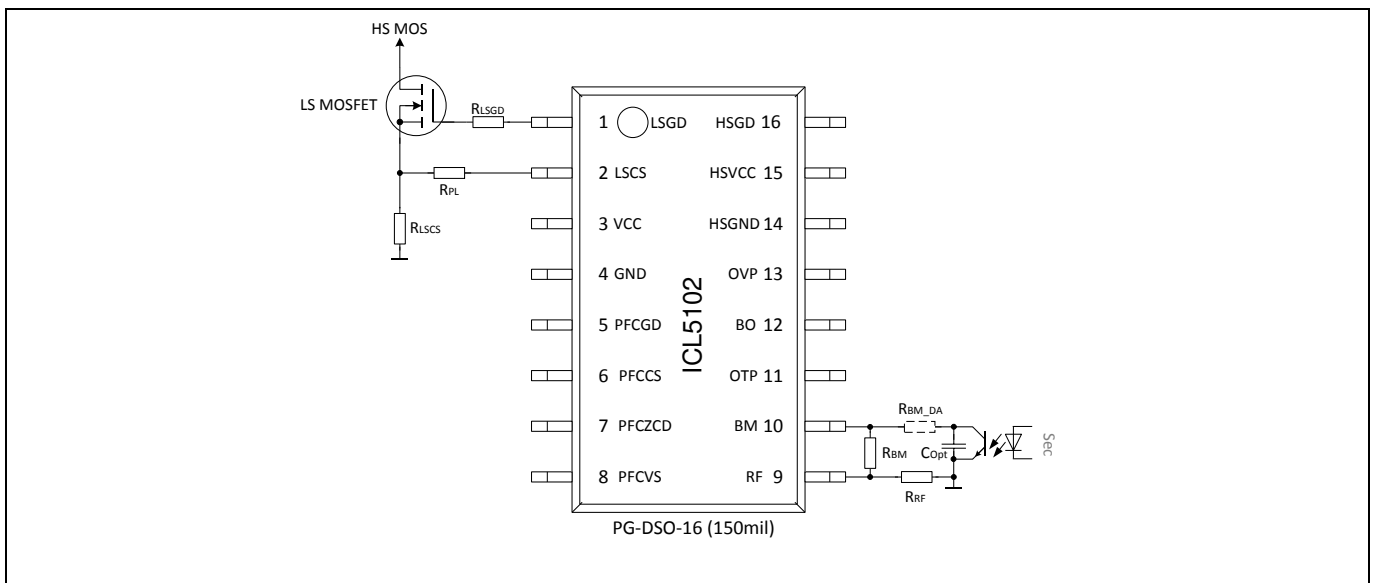 HS MOS
LS MOSFET
RLSGD
RPL
RLSCS
1 LSGD
2 LSCS
3 VCC
4 GND
5 PFCGD
6 PFCCS
7 PFCZCD
8 PFCVS
ICL5102
HSGD 16
HSVCC 15
HSGND 14
OVP 13
BO 12
OTP 11
BM 10
RF 9
RBM_DA
RBM
COpt
RRF
Sec
PG-DSO-16 (150mil)